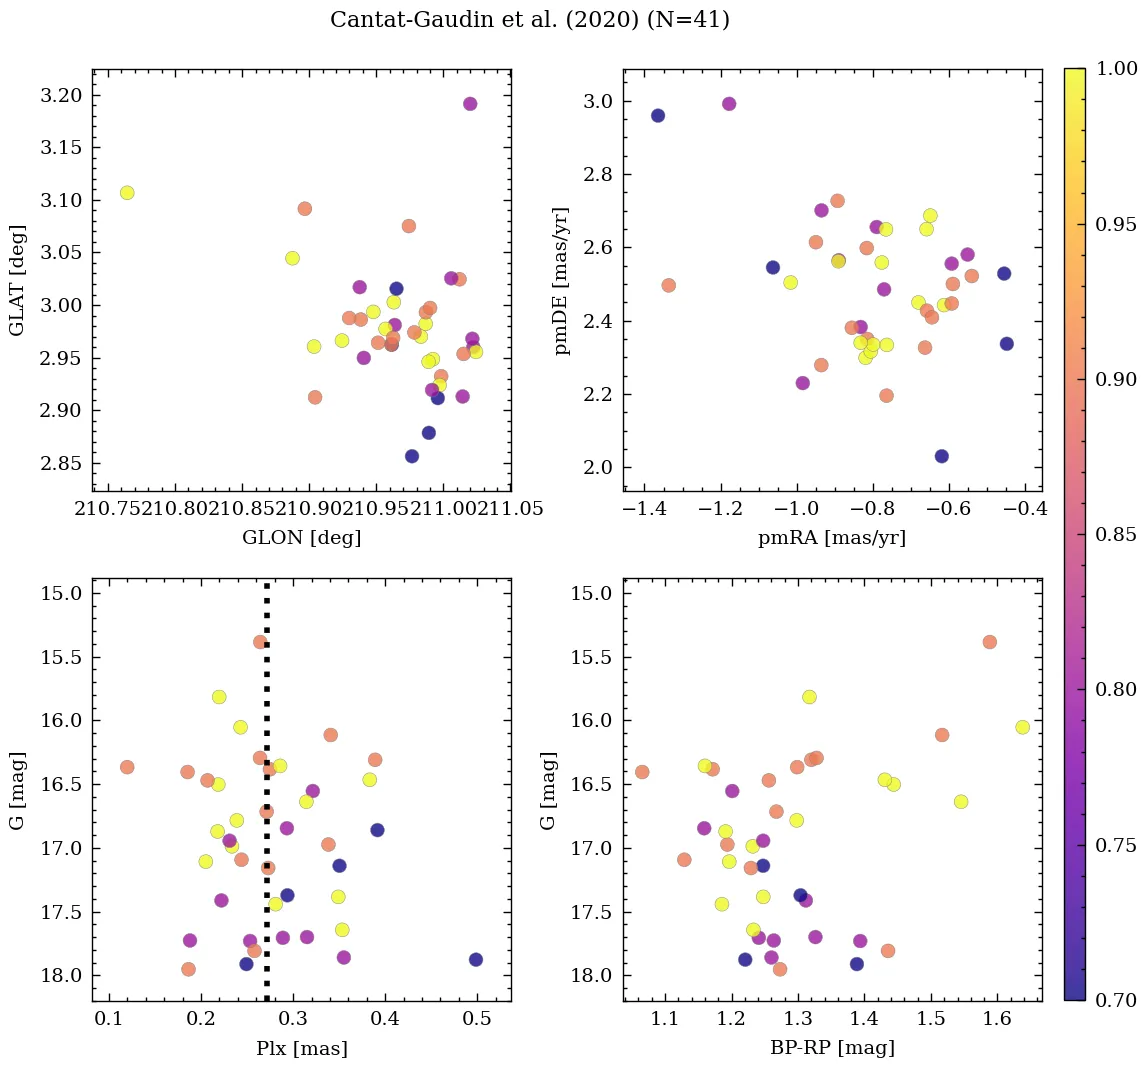 Cantat-Gaudin et al. (2020) (N=41)
3.20
3.15
3.10
3.05
3.00
2.95
2.90
2.85
GLAT [deg]
210.75 210.80 210.85 210.90 210.95 211.00 211.05
GLON [deg]
3.0
2.8
2.6
2.4
2.2
2.0
pmDE [mas/yr]
−1.4 −1.2 −1.0 −0.8 −0.6 −0.4
pmRA [mas/yr]
1.00
0.95
0.90
0.85
0.80
0.75
0.70
15.0
15.5
16.0
16.5
17.0
17.5
18.0
G [mag]
0.1 0.2 0.3 0.4 0.5
Plx [mas]
15.0
15.5
16.0
16.5
17.0
17.5
18.0
G [mag]
1.1 1.2 1.3 1.4 1.5 1.6
BP-RP [mag]